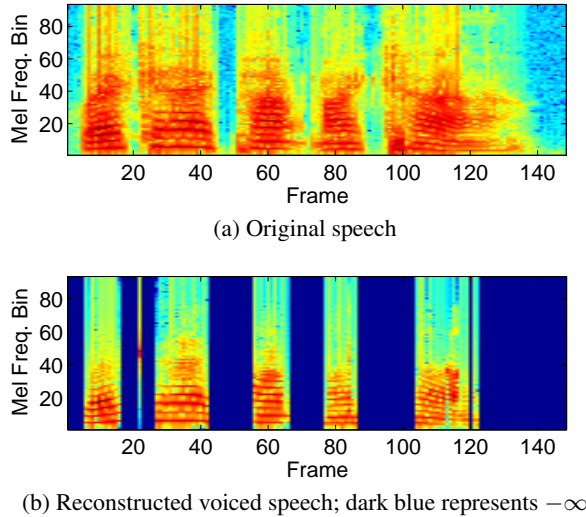 Mel Freq. Bin
80
60
40
20
20 40 60 80 100 120 140
Frame
(a) Original speech
Mel Freq. Bin
80
60
40
20
20 40 60 80 100 120 140
Frame
(b) Reconstructed voiced speech; dark blue represents −∞